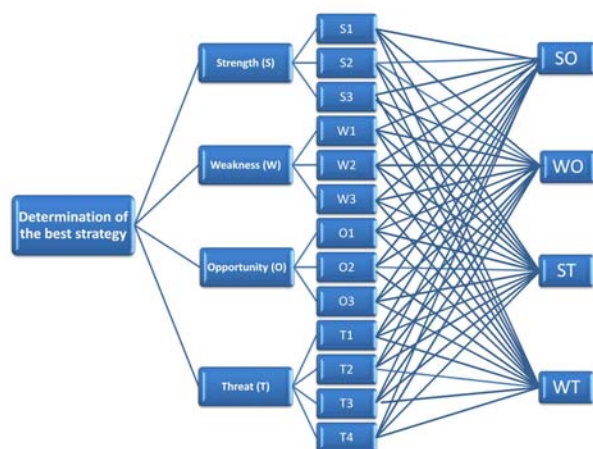 Determination of
the best strategy
Strength (S)
Weakness (W)
Opportunity (O)
Threat (T)
S1
S2
S3
W1
W2
W3
O1
O2
O3
T1
T2
T3
T4
SO
WO
ST
WT